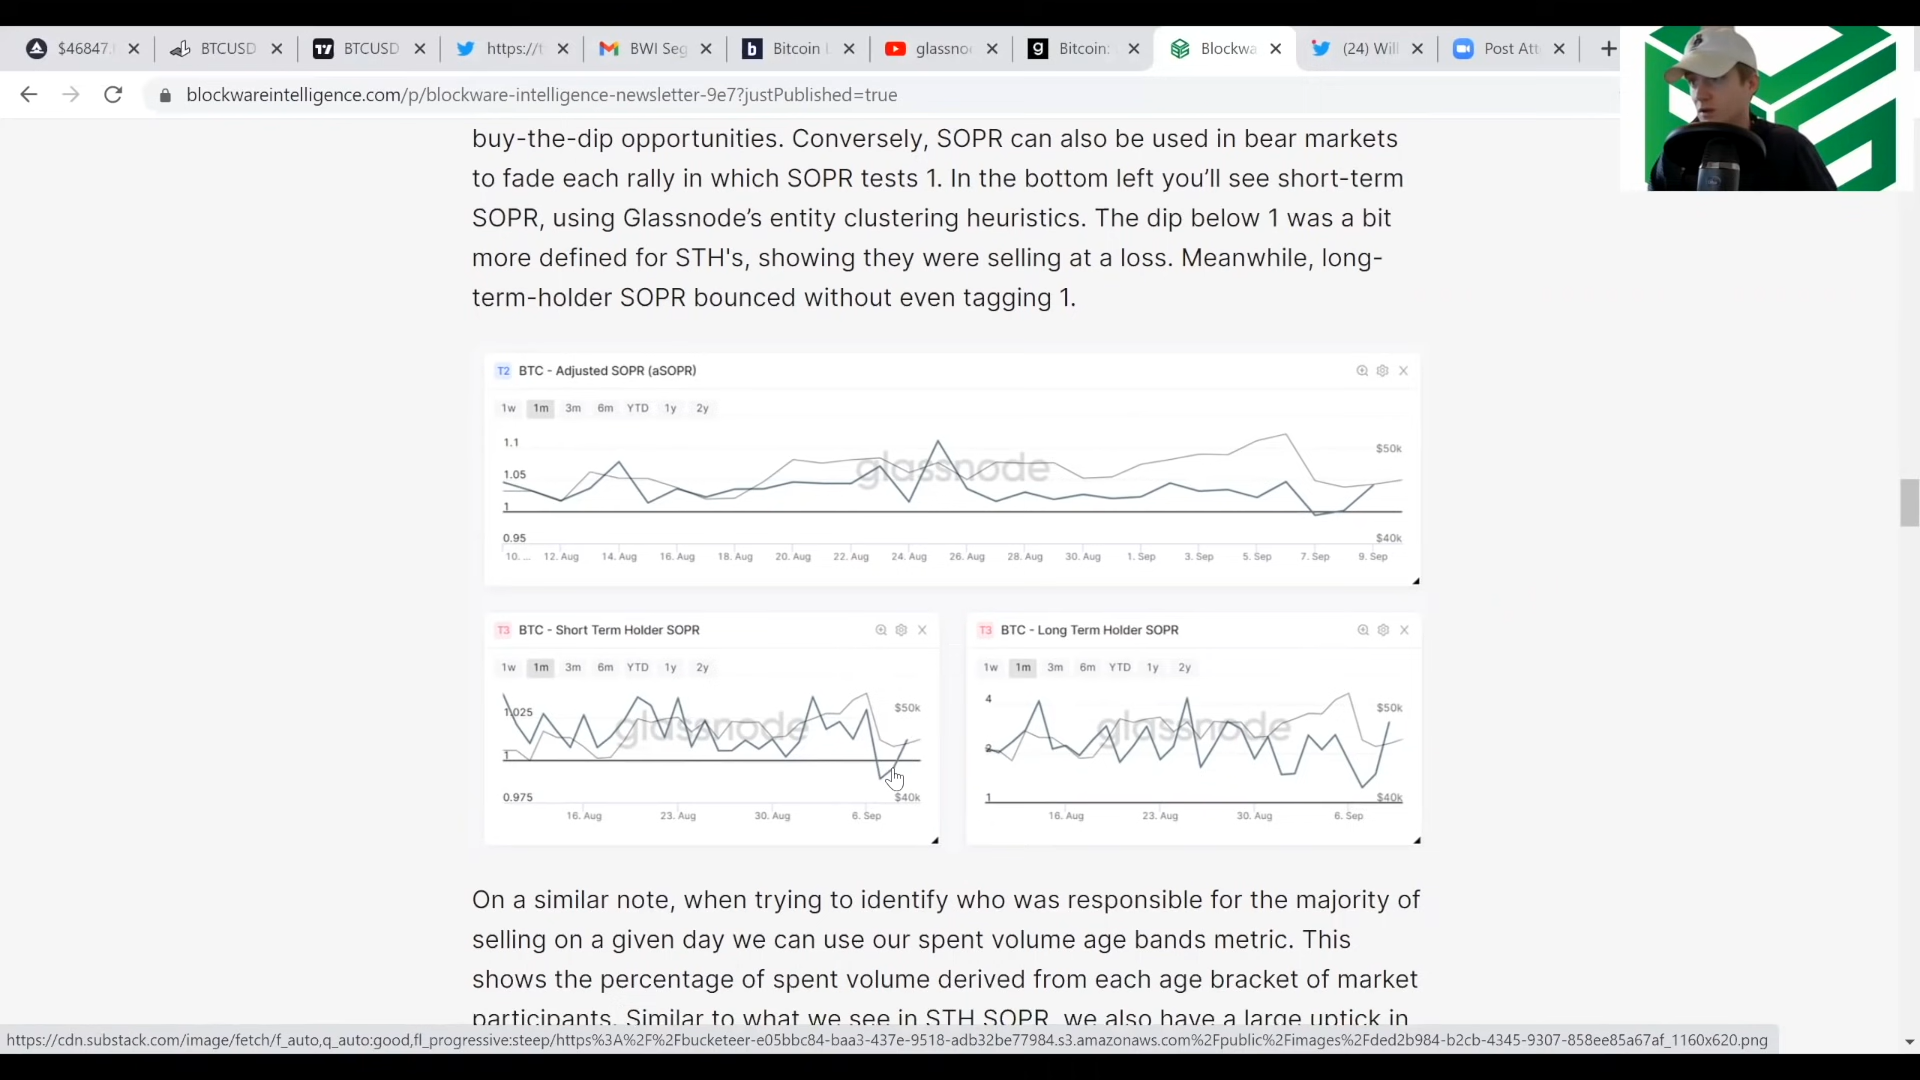 $46847.
BTCUSD
BTCUSD
https://t
BWI Seg
Bitcoin
glassno
Bitcoin:
Blockwa
(24) Will
Post Att
blockwareintelligence.com/p/blockware-intelligence-newsletter-9e7?justPublished=true
buy-the-dip opportunities. Conversely, SOPR can also be used in bear markets
to fade each rally in which SOPR tests 1. In the bottom left you’ll see short-term
SOPR, using Glassnode’s entity clustering heuristics. The dip below 1 was a bit
more defined for STH's, showing they were selling at a loss. Meanwhile, long-
term-holder SOPR bounced without even tagging 1.
T2 BTC - Adjusted SOPR (aSOPR)
1w 1m 3m 6m YTD 1y 2y
1.1 $50k
glassnode
1.05
1
0.95 $40k
10. ... 12. Aug 14. Aug 16. Aug 18. Aug 20. Aug 22. Aug 24. Aug 26. Aug 28. Aug 30. Aug 1. Sep 3. Sep 5. Sep 7. Sep 9. Sep
T3 BTC - Short Term Holder SOPR
1w 1m 3m 6m YTD 1y 2y
1.025 $50k
glassnode
1
0.975 $40k
16. Aug 23. Aug 30. Aug 6. Sep
T3 BTC - Long Term Holder SOPR
1w 1m 3m 6m YTD 1y 2y
4 $50k
glassnode
2
1 $40k
16. Aug 23. Aug 30. Aug 6. Sep
On a similar note, when trying to identify who was responsible for the majority of
selling on a given day we can use our spent volume age bands metric. This
shows the percentage of spent volume derived from each age bracket of market
participants. Similar to what we see in STH SOPR, we also have a large uptick in
https://cdn.substack.com/image/fetch/f_auto,q_auto:good,fl_progressive:steep/https%3A%2F%2Fbucketeer-e05bbc84-baa3-437e-9518-adb32be77984.s3.amazonaws.com%2Fpublic%2Fimages%2Fded2b984-b2cb-4345-9307-858ee85a67af_1160x620.png